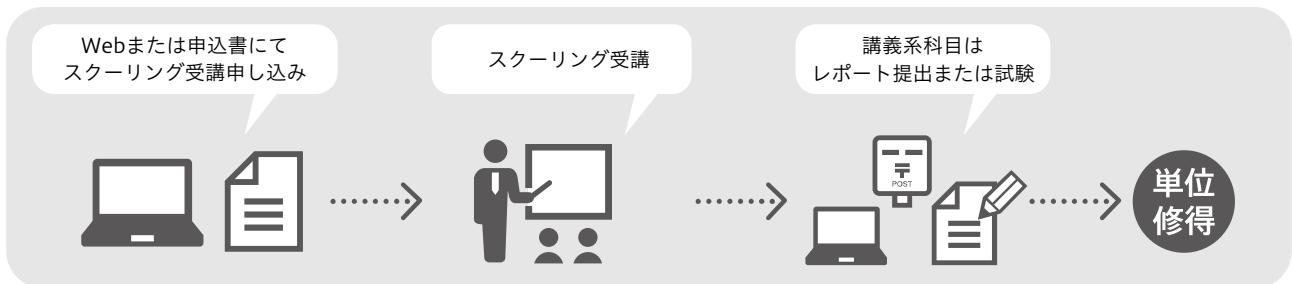 Webまたは申込書にて
スクーリング受講申し込み
スクーリング受講
講義系科目は
レポート提出または試験
〒
POST
単位
修得